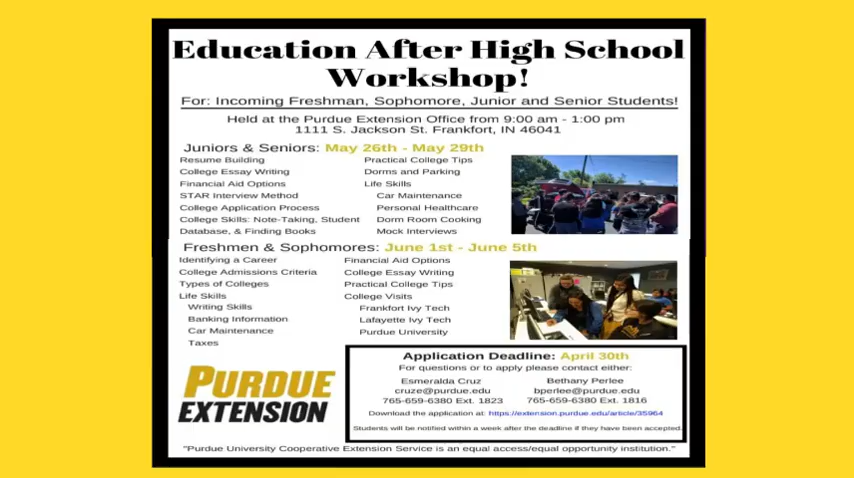 Education After High School
Workshop!
For: Incoming Freshman, Sophomore, Junior and Senior Students!
Held at the Purdue Extension Office from 9:00 am - 1:00 pm
1111 S. Jackson St. Frankfort, IN 46041
Juniors & Seniors: May 26th - May 29th
Resume Building
College Essay Writing
Financial Aid Options
STAR Interview Method
College Application Process
College Skills: Note-Taking, Student
Database, & Finding Books
Practical College Tips
Dorms and Parking
Life Skills
Car Maintenance
Personal Healthcare
Dorm Room Cooking
Mock Interviews
Freshmen & Sophomores: June 1st - June 5th
Identifying a Career
College Admissions Criteria
Types of Colleges
Life Skills
Writing Skills
Banking Information
Car Maintenance
Taxes
Financial Aid Options
College Essay Writing
Practical College Tips
College Visits
Frankfort Ivy Tech
Lafayette Ivy Tech
Purdue University
PURDUE
EXTENSION
Application Deadline: April 30th
For questions or to apply please contact either:
Esmeralda Cruz
cruze@purdue.edu
765-659-6380 Ext. 1823
Bethany Perlee
bperlee@purdue.edu
765-659-6380 Ext. 1816
Download the application at: https://extension.purdue.edu/article/35964
Students will be notified within a week after the deadline if they have been accepted.
"Purdue University Cooperative Extension Service is an equal access/equal opportunity institution."